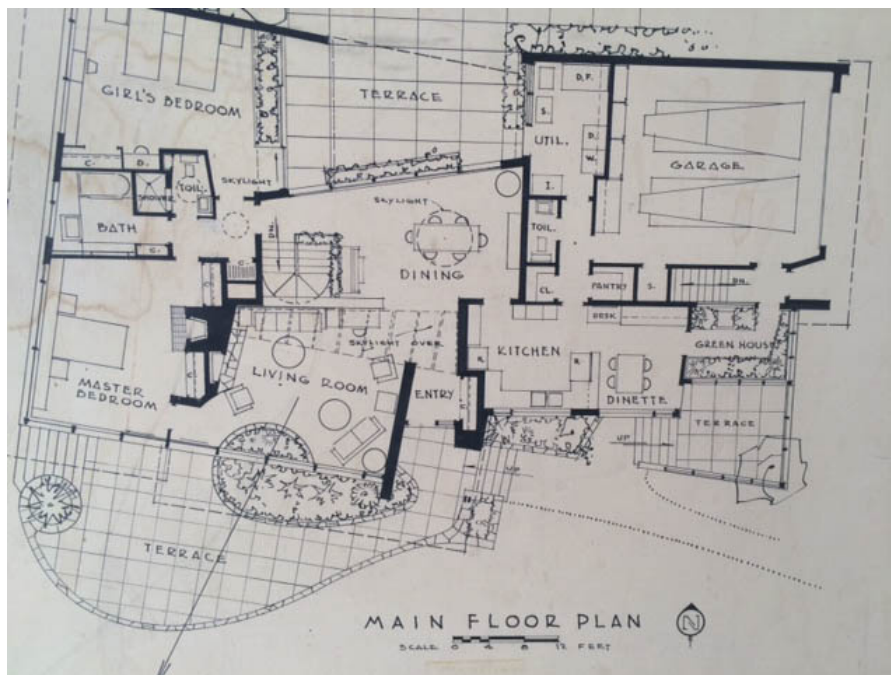 D.F.
GIRL'S BEDROOM
TERRACE
S.
UTIL.
D.
W.
GARAGE
C.
D.
TOIL.
SKYLIGHT
I.
SHOWER
SKYLIGHT
BATH
TOIL.
DN.
DINING
C.
C.
C.
CL.
PANTRY
S.
DN.
DESK
SKYLIGHT OVER
KITCHEN
GREEN HOUSE
R.
R.
LIVING ROOM
MASTER
BEDROOM
C.
ENTRY
C.
DINETTE
TERRACE
UP
UP
TERRACE
MAIN FLOOR PLAN
N
SCALE 0 4 8 12 FEET